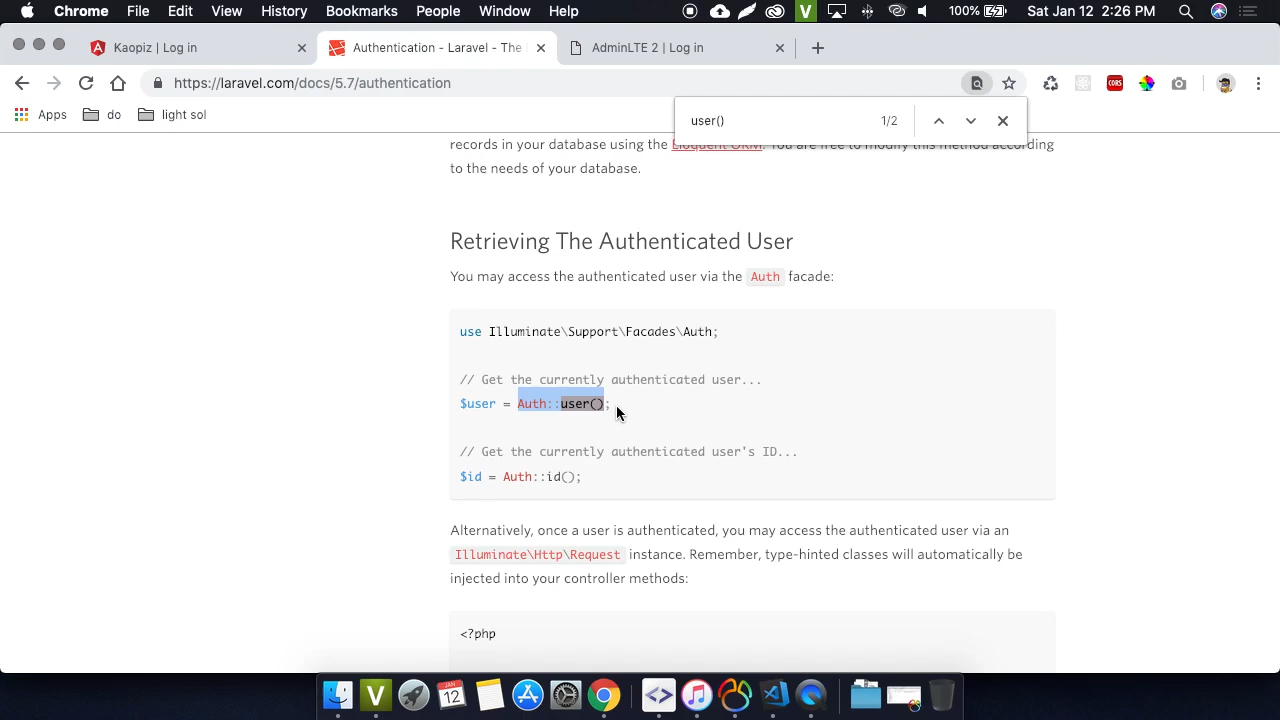 Chrome File Edit View History Bookmarks People Window Help 100% Sat Jan 12 2:26 PM
Kaopiz | Log in
Authentication - Laravel - The
AdminLTE 2 | Log in
https://laravel.com/docs/5.7/authentication
CORS
Apps do light sol
user() 1/2
records in your database using the Eloquent ORM. You are free to modify this method according
to the needs of your database.
Retrieving The Authenticated User
You may access the authenticated user via the Auth facade:
use Illuminate\Support\Facades\Auth;
// Get the currently authenticated user...
$user = Auth::user();
// Get the currently authenticated user's ID...
$id = Auth::id();
Alternatively, once a user is authenticated, you may access the authenticated user via an
Illuminate\Http\Request instance. Remember, type-hinted classes will automatically be
injected into your controller methods:
<?php
JAN
12